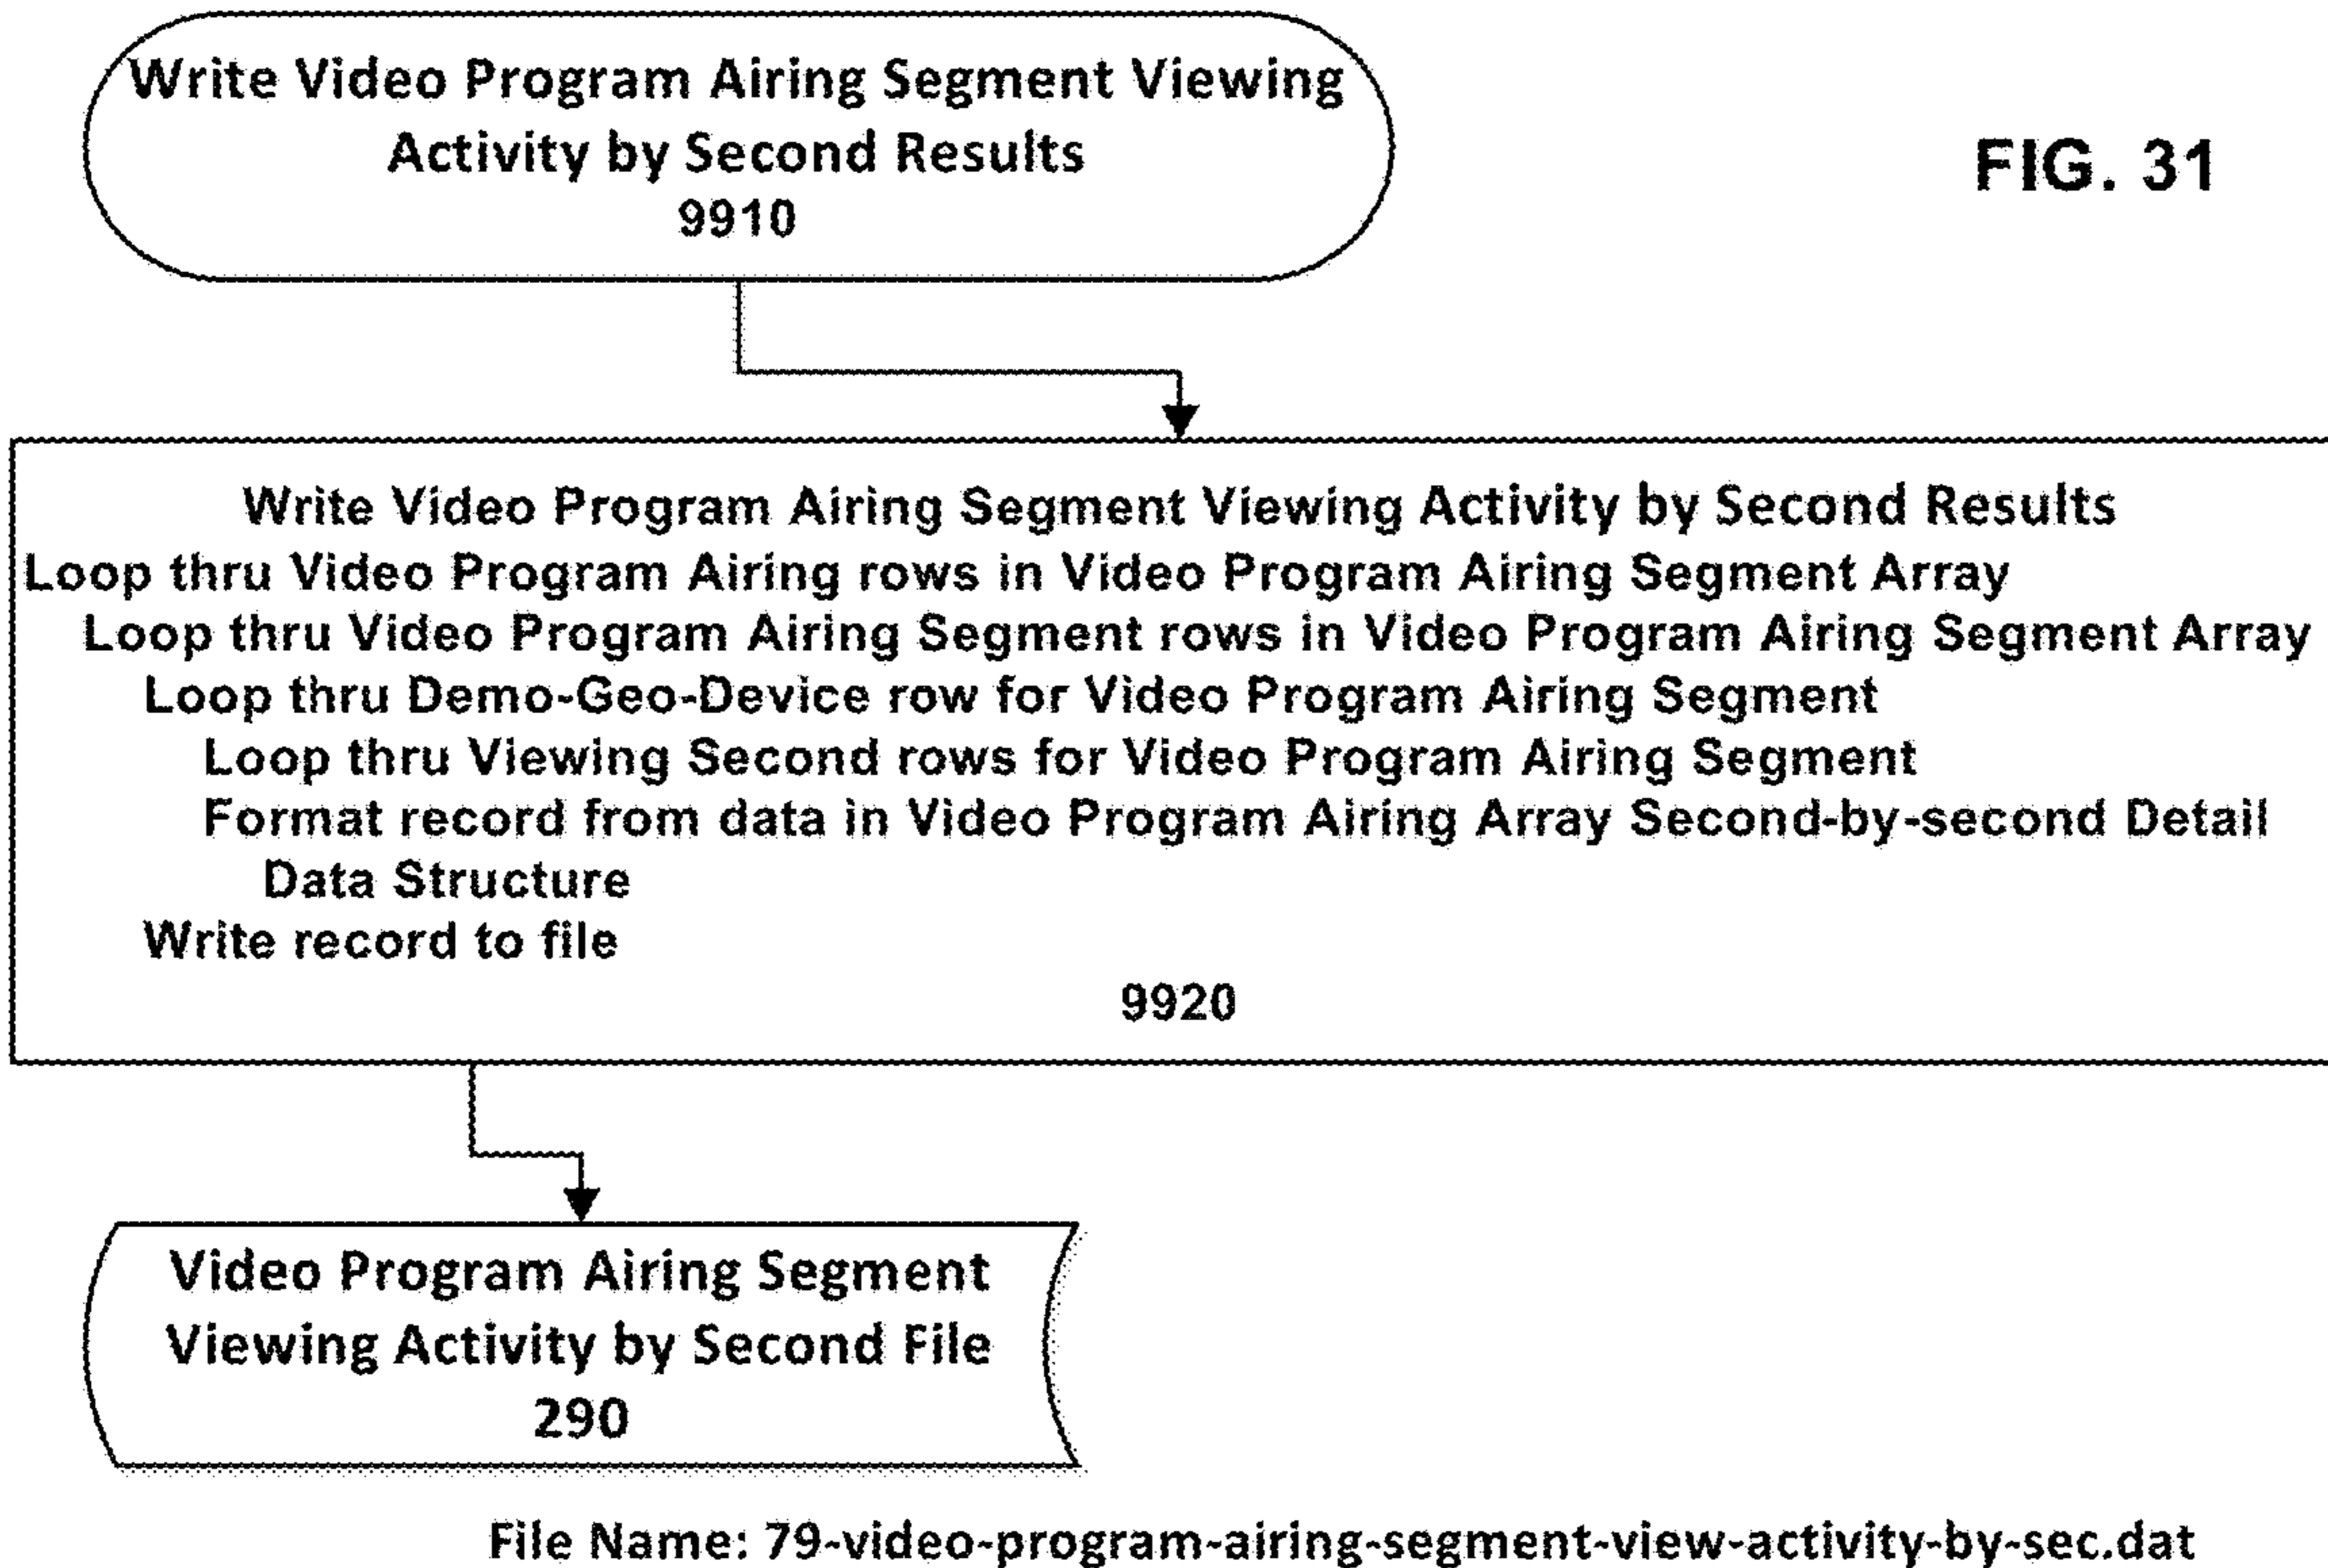 Write Video Program Airing Segment Viewing
Activity by Second Results
9910
FIG. 31
Write Video Program Airing Segment Viewing Activity by Second Results
Loop thru Video Program Airing rows in Video Program Airing Segment Array
Loop thru Video Program Airing Segment rows in Video Program Airing Segment Array
Loop thru Demo-Geo-Device row for Video Program Airing Segment
Loop thru Viewing Second rows for Video Program Airing Segment
Format record from data in Video Program Airing Array Second-by-second Detail
Data Structure
Write record to file
9920
Video Program Airing Segment
Viewing Activity by Second File
290
File Name: 79-video-program-airing-segment-view-activity-by-sec.dat